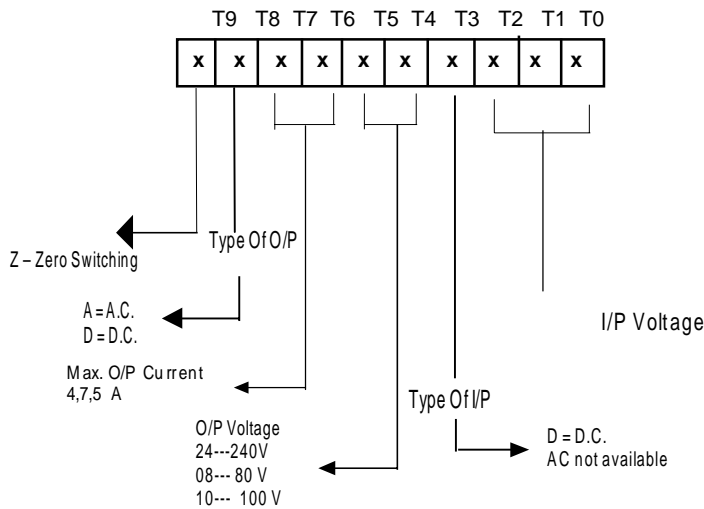 T9 T8 T7 T6 T5 T4 T3 T2 T1 T0
x x x x x x x x x x
Type Of O/P
Z – Zero Switching
A = A.C.
D = D.C.
I/P Voltage
Max. O/P Current
4,7,5 A
Type Of I/P
O/P Voltage
24---240V
08--- 80 V
10--- 100 V
D = D.C.
AC not available